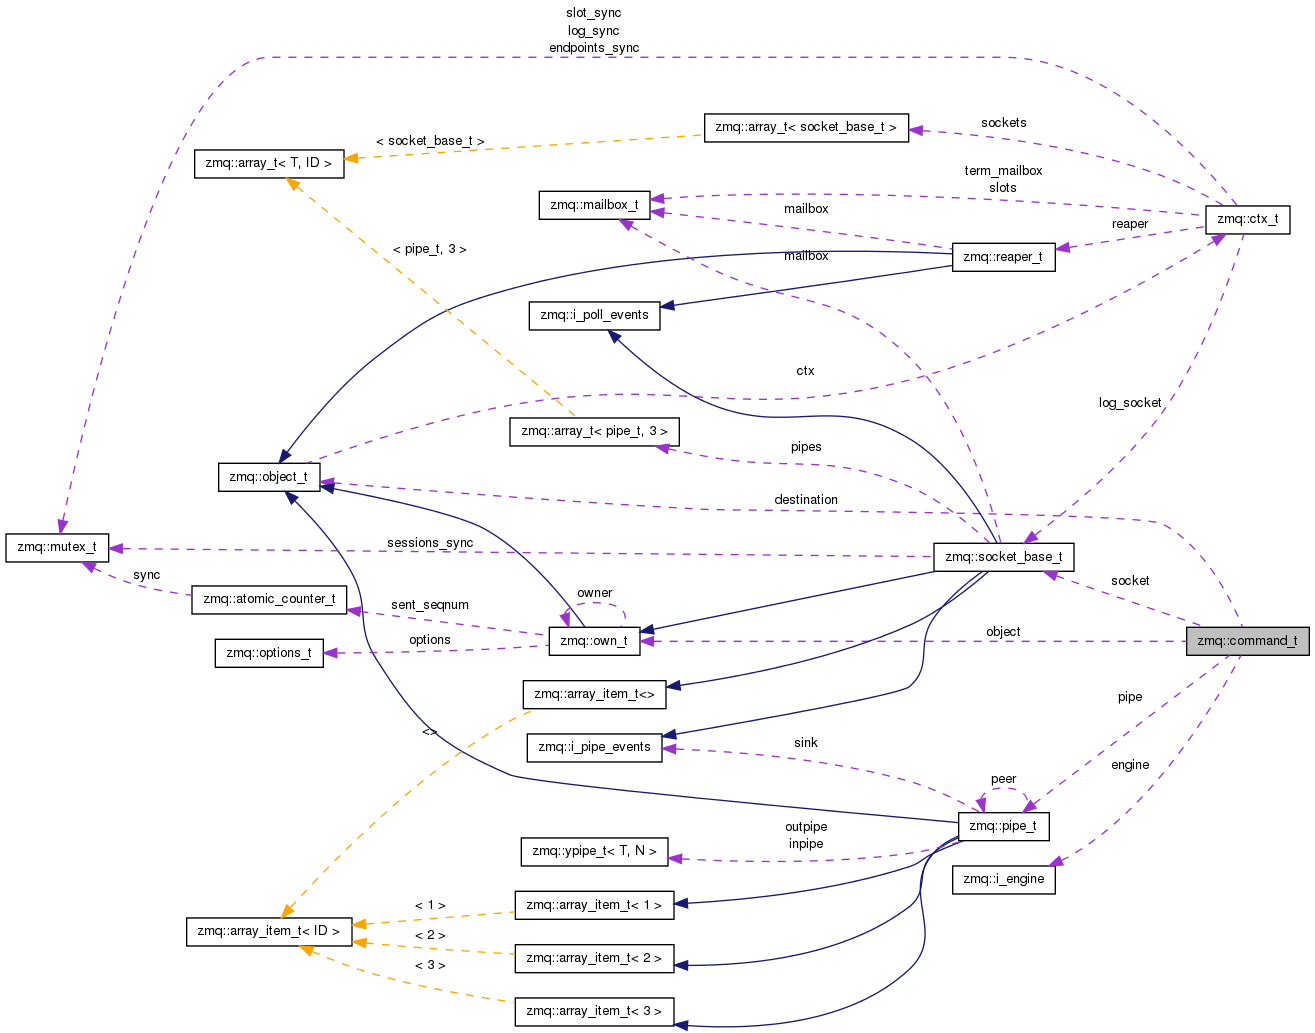 slot_sync
log_sync
endpoints_sync
zmq::array_t< socket_base_t >
sockets
< socket_base_t >
zmq::array_t< T, ID >
term_mailbox
slots
zmq::mailbox_t
mailbox
zmq::ctx_t
reaper
< pipe_t, 3 >
mailbox
zmq::reaper_t
zmq::i_poll_events
ctx
log_socket
zmq::array_t< pipe_t, 3 >
pipes
zmq::object_t
destination
zmq::mutex_t
sessions_sync
zmq::socket_base_t
sync
zmq::atomic_counter_t
sent_seqnum
owner
socket
zmq::own_t
object
zmq::command_t
options
zmq::options_t
zmq::array_item_t<>
pipe
<>
zmq::i_pipe_events
sink
engine
peer
zmq::pipe_t
outpipe
inpipe
zmq::ypipe_t< T, N >
zmq::i_engine
< 1 >
zmq::array_item_t< 1 >
zmq::array_item_t< ID >
< 2 >
zmq::array_item_t< 2 >
< 3 >
zmq::array_item_t< 3 >